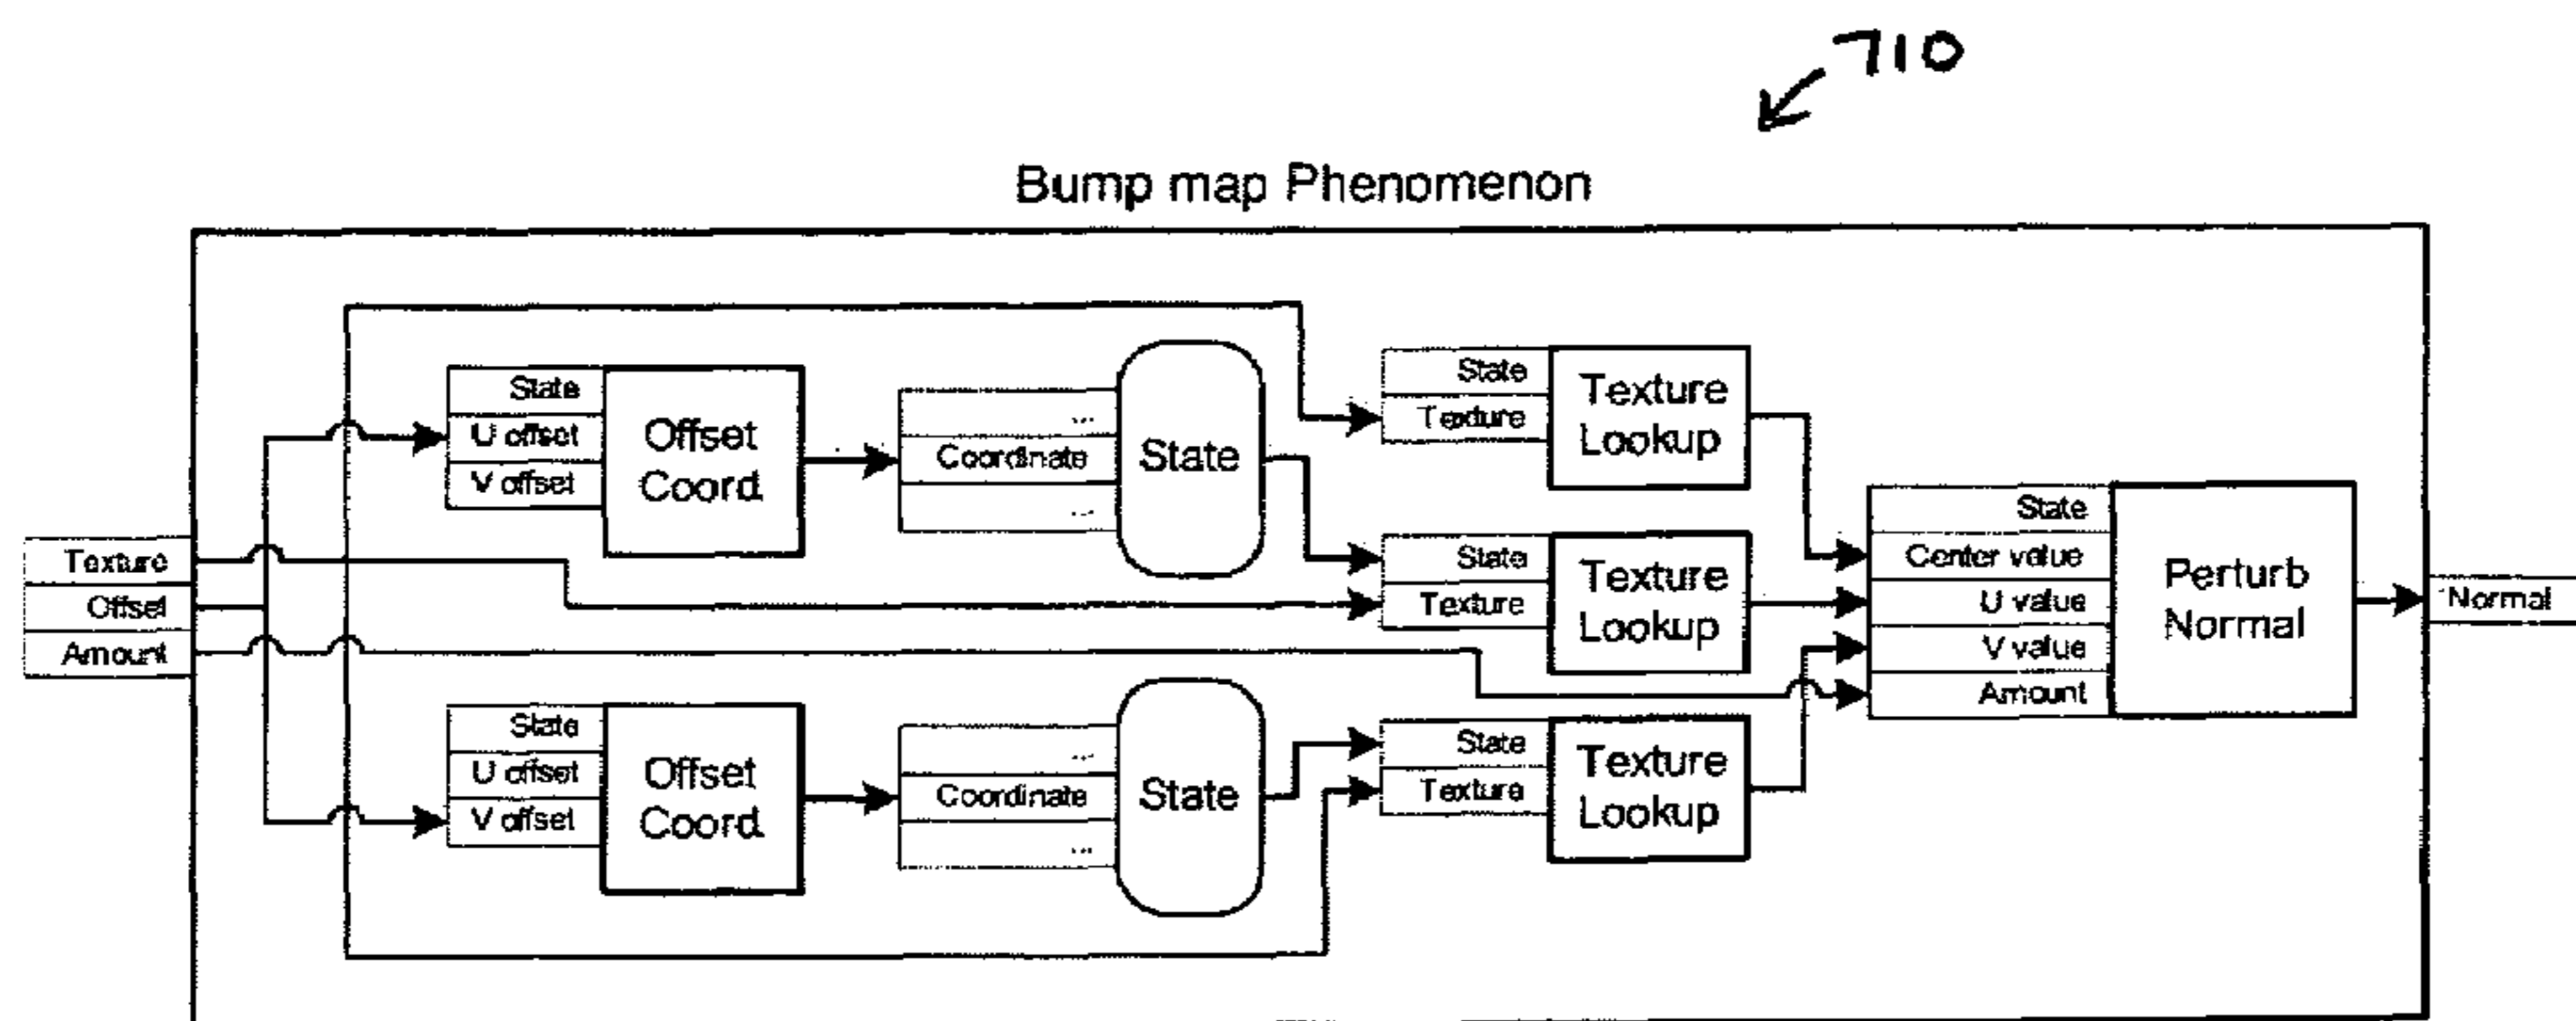 710
Bump map Phenomenon
Texture
Offset
Amount
State
U offset
V offset
Offset
Coord.
...
Coordinate
...
State
State
U offset
V offset
Offset
Coord.
...
Coordinate
...
State
State
Texture
Texture
Lookup
State
Texture
Texture
Lookup
State
Texture
Texture
Lookup
State
Center value
U value
V value
Amount
Perturb
Normal
Normal